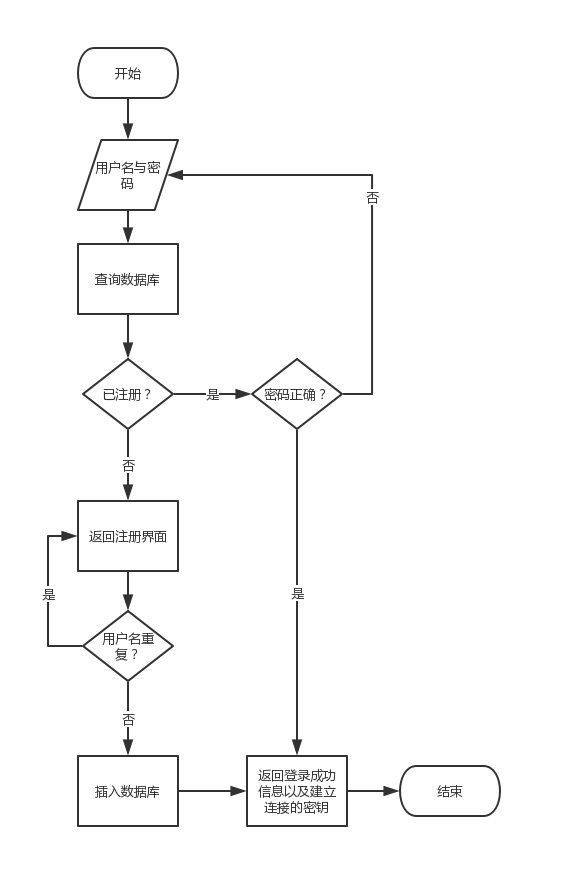 开始
用户名与密
码
否
查询数据库
已注册？
是
密码正确？
否
返回注册界面
是
是
用户名重
复？
否
插入数据库
返回登录成功
信息以及建立
连接的密钥
结束